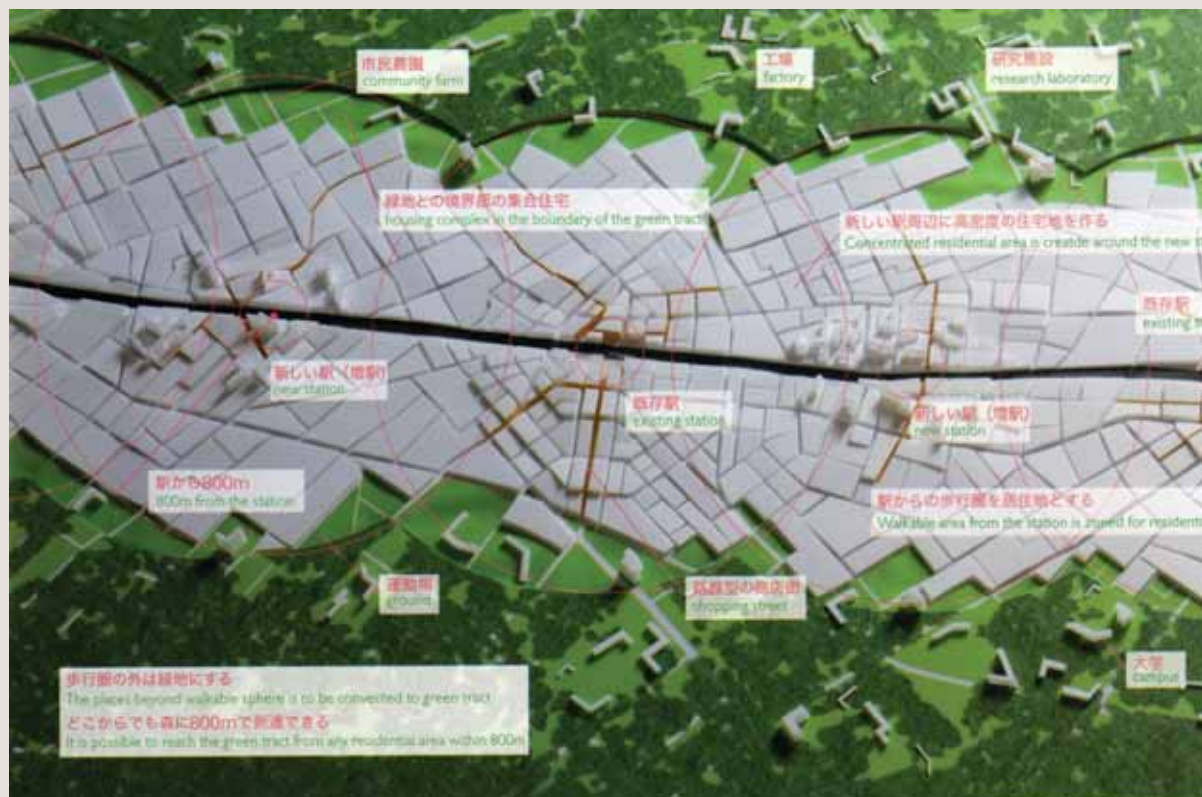 市民農園
community farm
工場
factory
研究施設
research laboratory
緑地との境界部の集合住宅
housing complex in the boundary of the green tract
新しい駅周辺に高密度の住宅地を作る
Concentrated residential area is creatde around the new
既存駅
existing
新しい駅（増駅）
new station
既存駅
existing station
新しい駅（増駅）
new station
駅から800m
800m from the station
駅からの歩行圏を居住地とする
Walkable area from the station is zoned for
運動場
ground
路線型の商店街
shopping street
大学
campus
歩行圏の外は緑地にする
The places beyond walkable sphere is to be converted to green tract
どこからでも森に800mで到達できる
It is possible to reach the green tract from any residential area within 800m